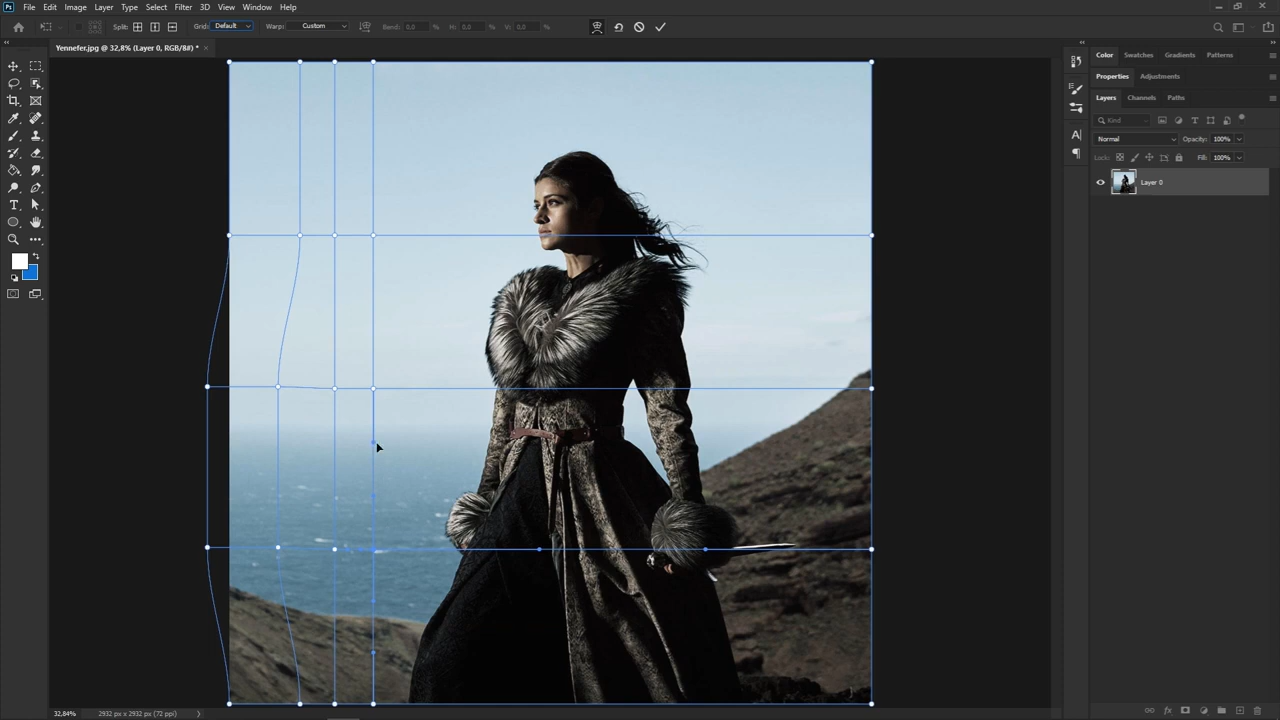 Ps File Edit Image Layer Type Select Filter 3D View Window Help
Split: Grid: Default Warp: Custom Bend: 0,0 % H: 0,0 % V: 0,0 %
Yennefer.jpg @ 32,8% (Layer 0, RGB/8#) * ×
Color Swatches Gradients Patterns
Properties Adjustments
Layers Channels Paths
Kind
Normal Opacity: 100%
Lock: Fill: 100%
Layer 0
32,84% 2932 px x 2932 px (72 ppi)